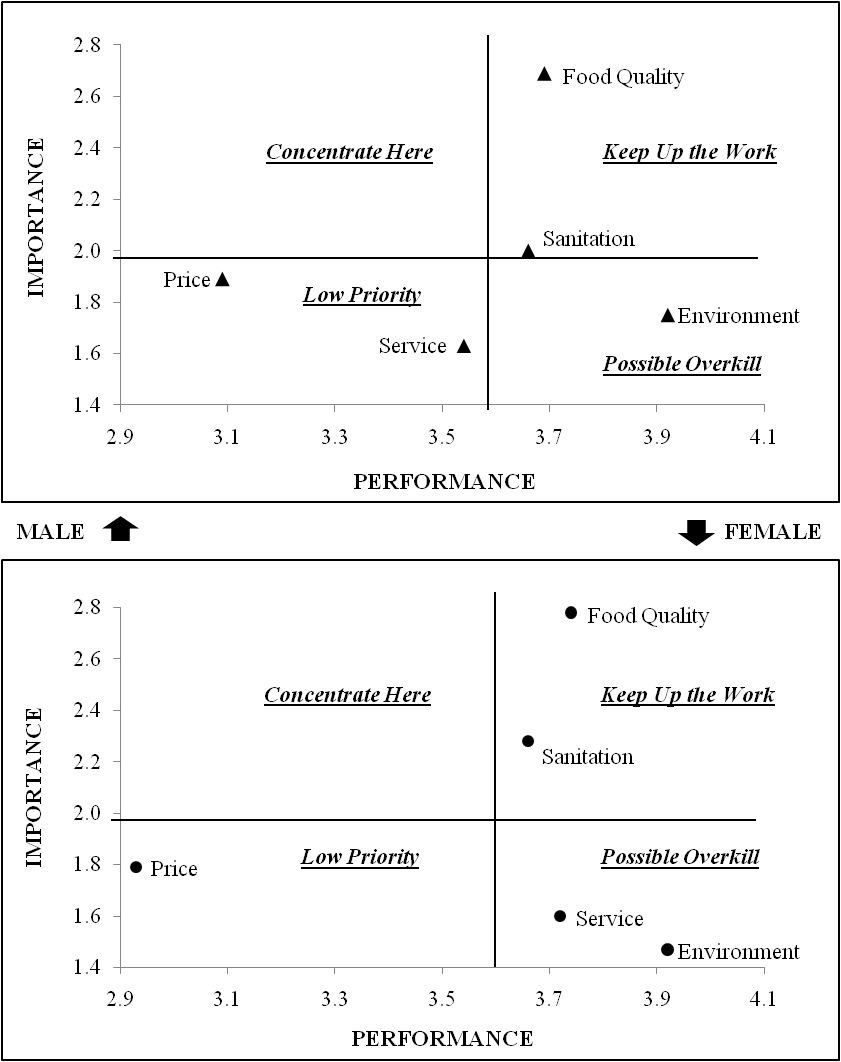 2.8
Food Quality
2.6
2.4
Concentrate Here
Keep Up the Work
2.2
IMPORTANCE
Sanitation
2.0
Price
1.8
Low Priority
Environment
Service
1.6
Possible Overkill
1.4
2.9 3.1 3.3 3.5 3.7 3.9 4.1
PERFORMANCE
MALE
FEMALE
2.8
Food Quality
2.6
Concentrate Here
Keep Up the Work
2.4
2.2
Sanitation
IMPORTANCE
2.0
1.8
Price
Low Priority
Possible Overkill
1.6
Service
Environment
1.4
2.9 3.1 3.3 3.5 3.7 3.9 4.1
PERFORMANCE